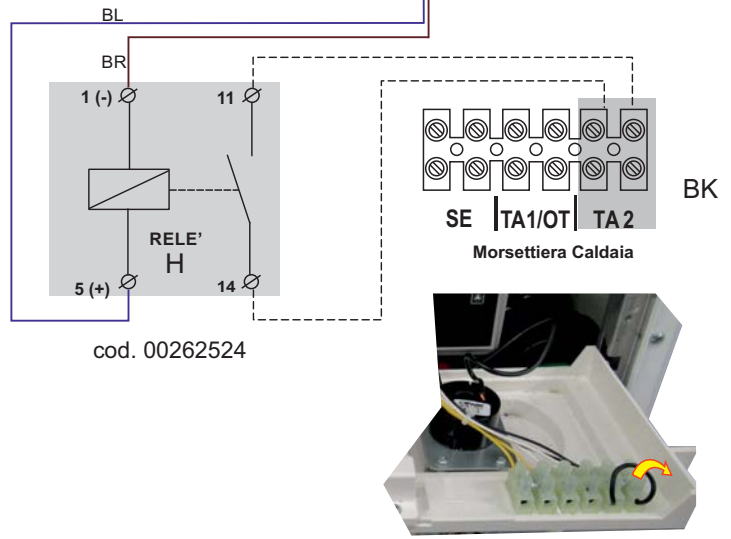 BL
BR
1 (-)
11
RELE'
H
5 (+)
14
cod. 00262524
SE
TA1/OT
TA 2
BK
Morsettiera Caldaia